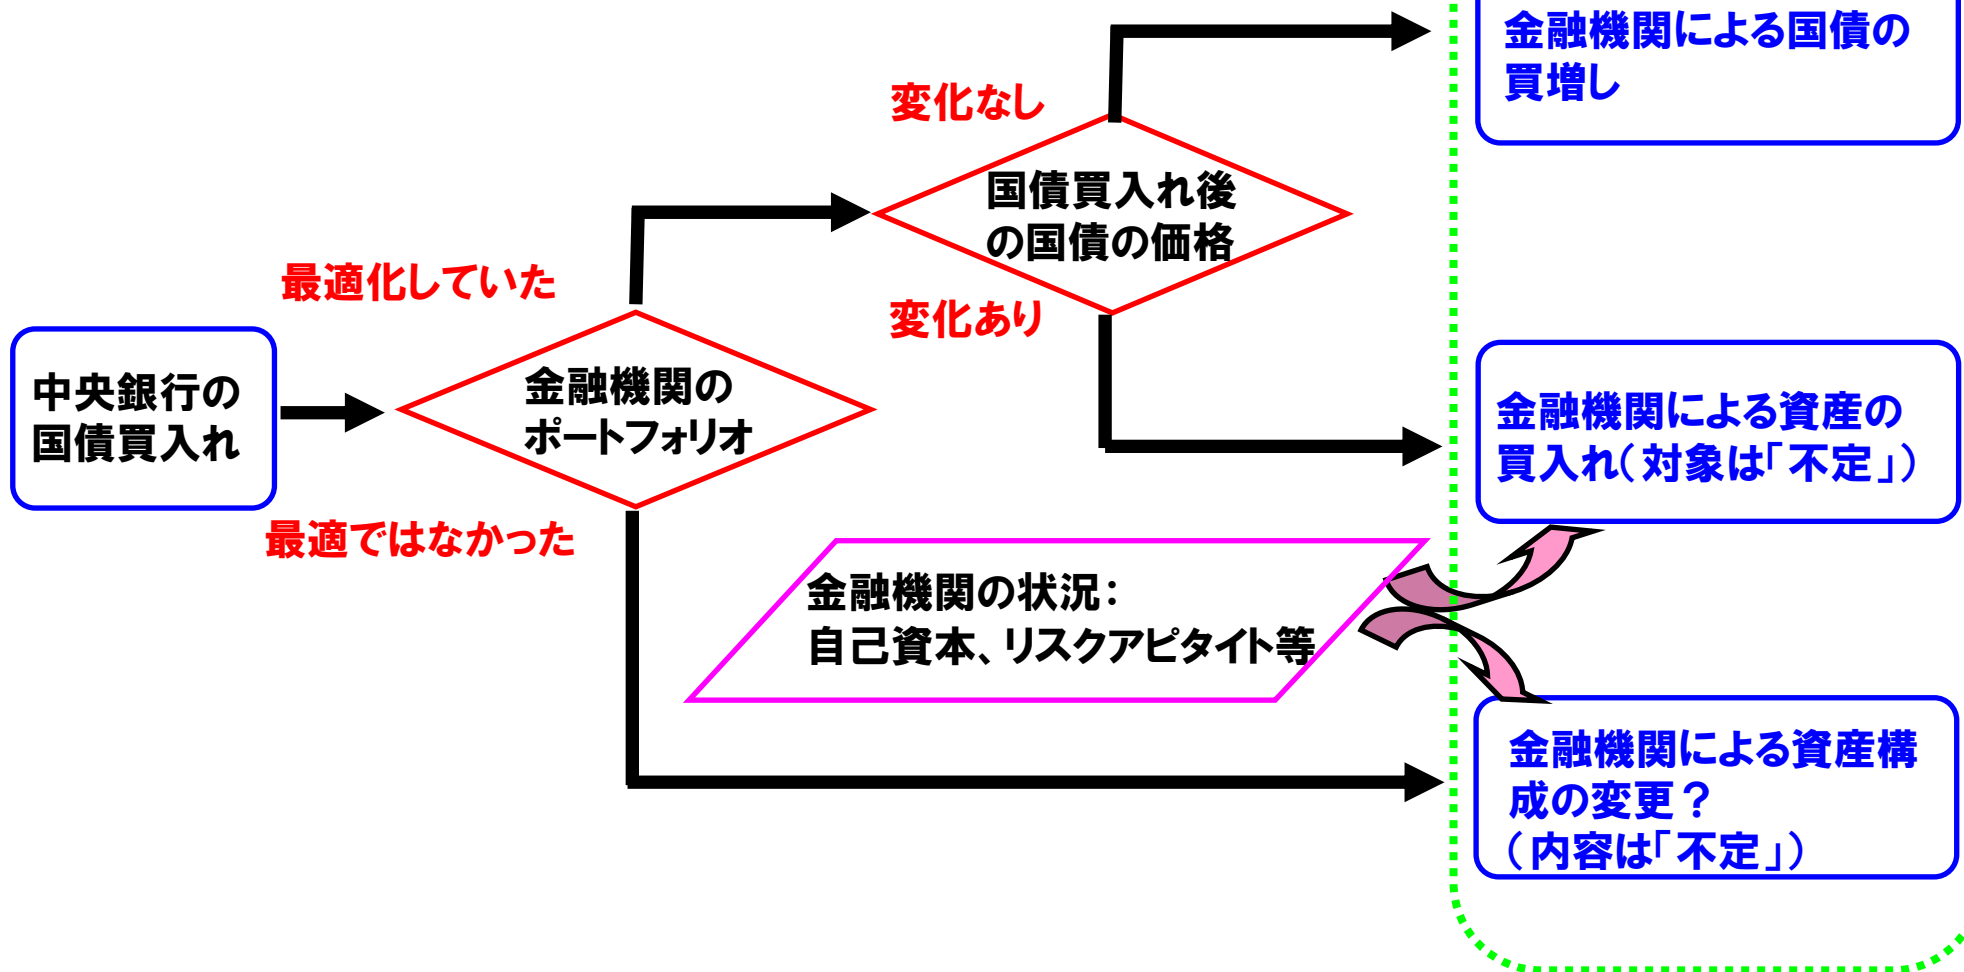 金融機関による国債の
買増し
変化なし
国債買入れ後
の国債の価格
最適化していた
変化あり
中央銀行の
国債買入れ
金融機関の
ポートフォリオ
金融機関による資産の
買入れ（対象は「不定」）
最適ではなかった
金融機関の状況：
自己資本、リスクアピタイト等
金融機関による資産構
成の変更？
（内容は「不定」）